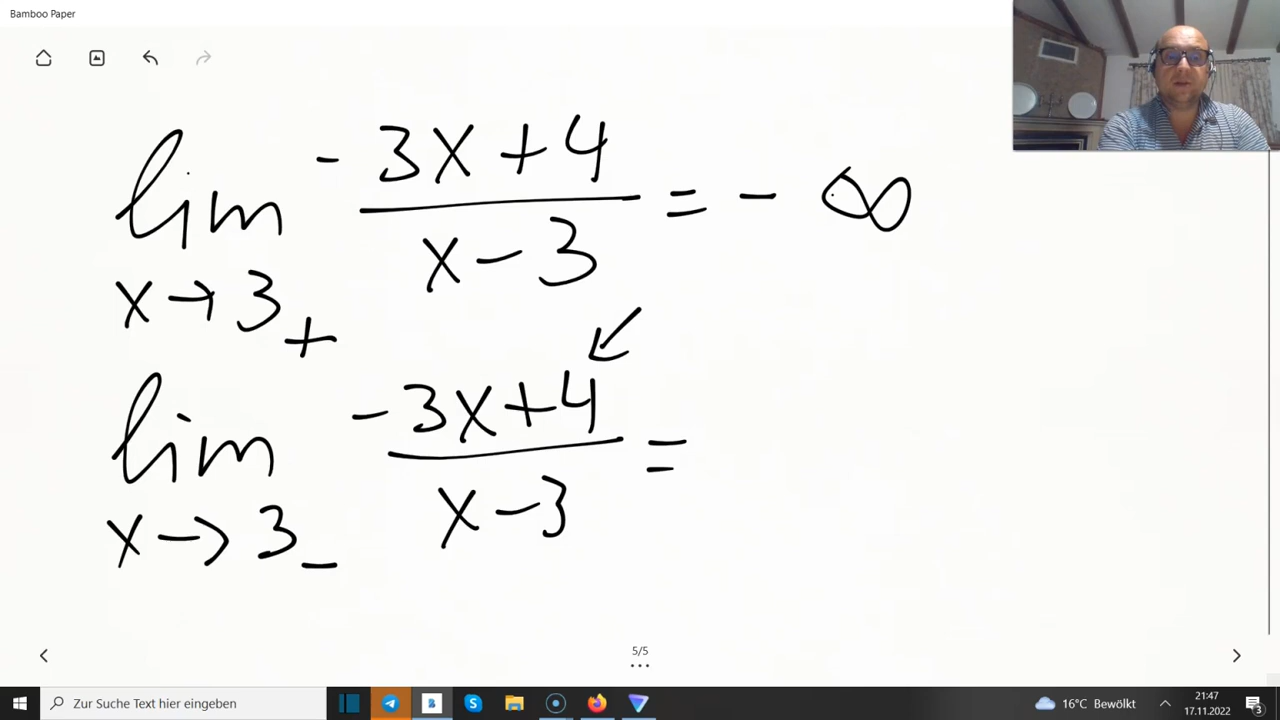 Bamboo Paper
lim -3x+4 / x-3 = - ∞
x→3+
lim -3x+4 / x-3 =
x→3-
5/5
Zur Suche Text hier eingeben
16°C Bewölkt
21:47
17.11.2022
3